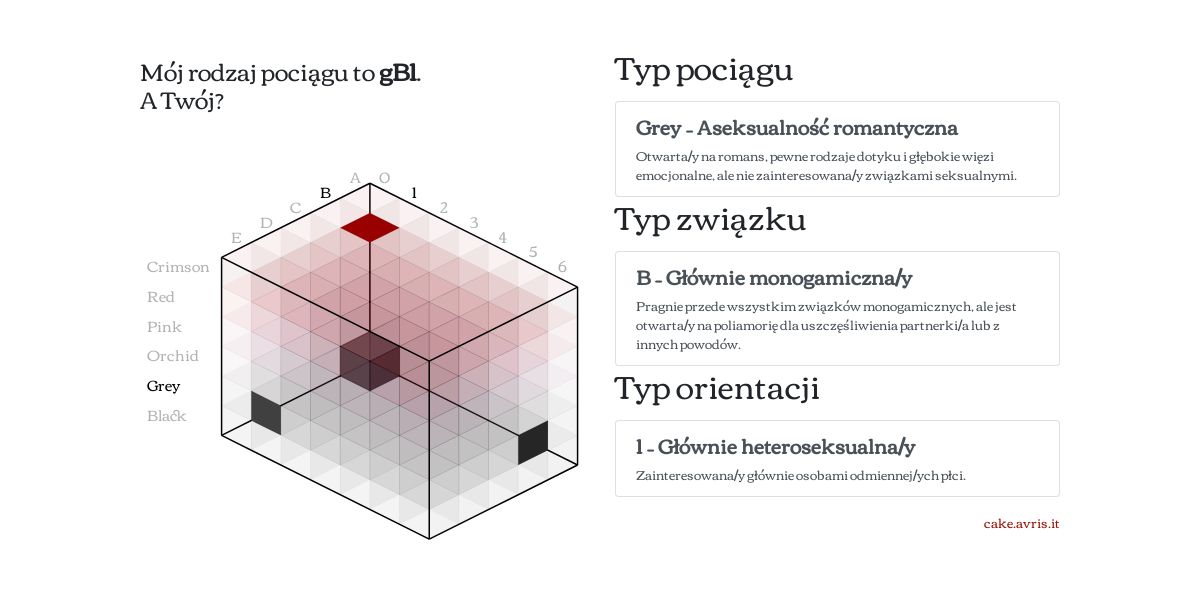 Mój rodzaj pociągu to gB1.
A Twój?
A O
B 1
C 2
D 3
E 4
5
6
Crimson
Red
Pink
Orchid
Grey
Black
Typ pociągu
Grey – Aseksualność romantyczna
Otwarta/y na romans, pewne rodzaje dotyku i głębokie więzi
emocjonalne, ale nie zainteresowana/y związkami seksualnymi.
Typ związku
B – Głównie monogamiczna/y
Pragnie przede wszystkim związków monogamicznych, ale jest
otwarta/y na poliamorię dla uszczęśliwienia partnerki/a lub z
innych powodów.
Typ orientacji
1 – Głównie heteroseksualna/y
Zainteresowana/y głównie osobami odmiennej/ych płci.
cake.avris.it